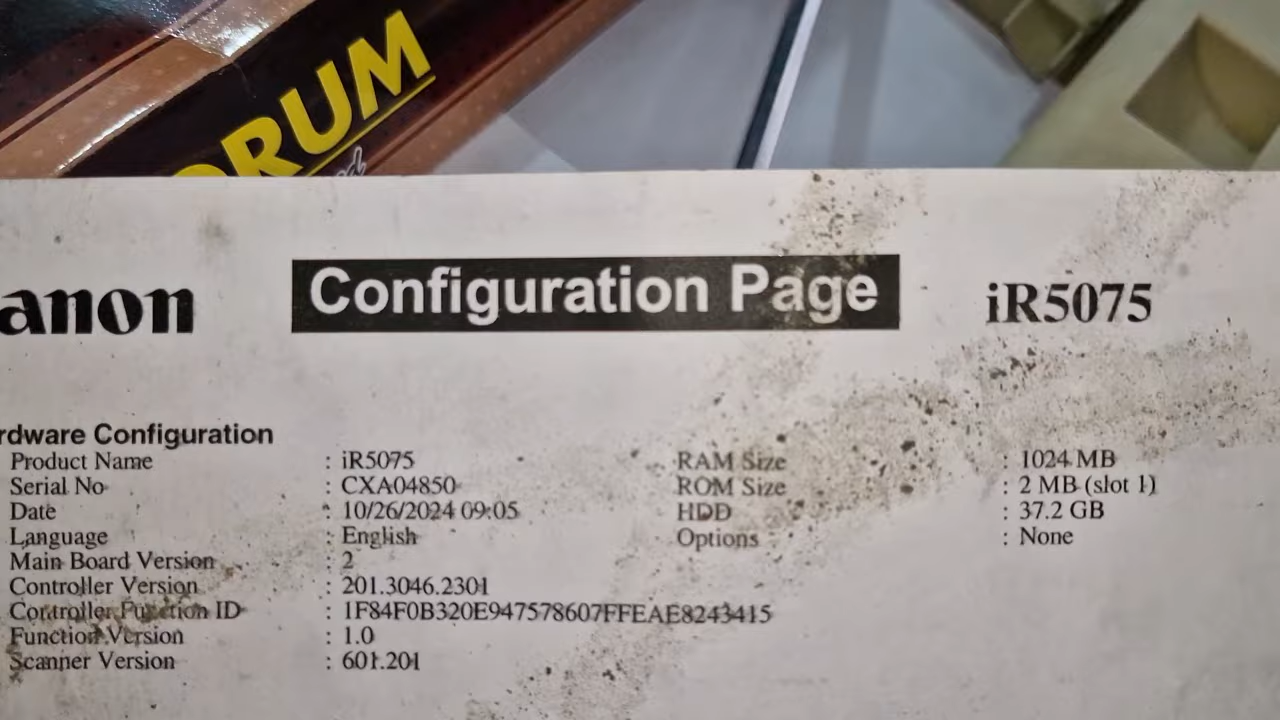 ORUM
anon
Configuration Page
iR5075
rdware Configuration
Product Name : iR5075
Serial No : CXA04850
Date : 10/26/2024 09:05
Language : English
Main Board Version : 2
Controller Version : 201.3046.2301
Controller Function ID : 1F84F0B320E947578607FFEAE8243415
Function Version : 1.0
Scanner Version : 601.201
RAM Size : 1024 MB
ROM Size : 2 MB (slot 1)
HDD : 37.2 GB
Options : None